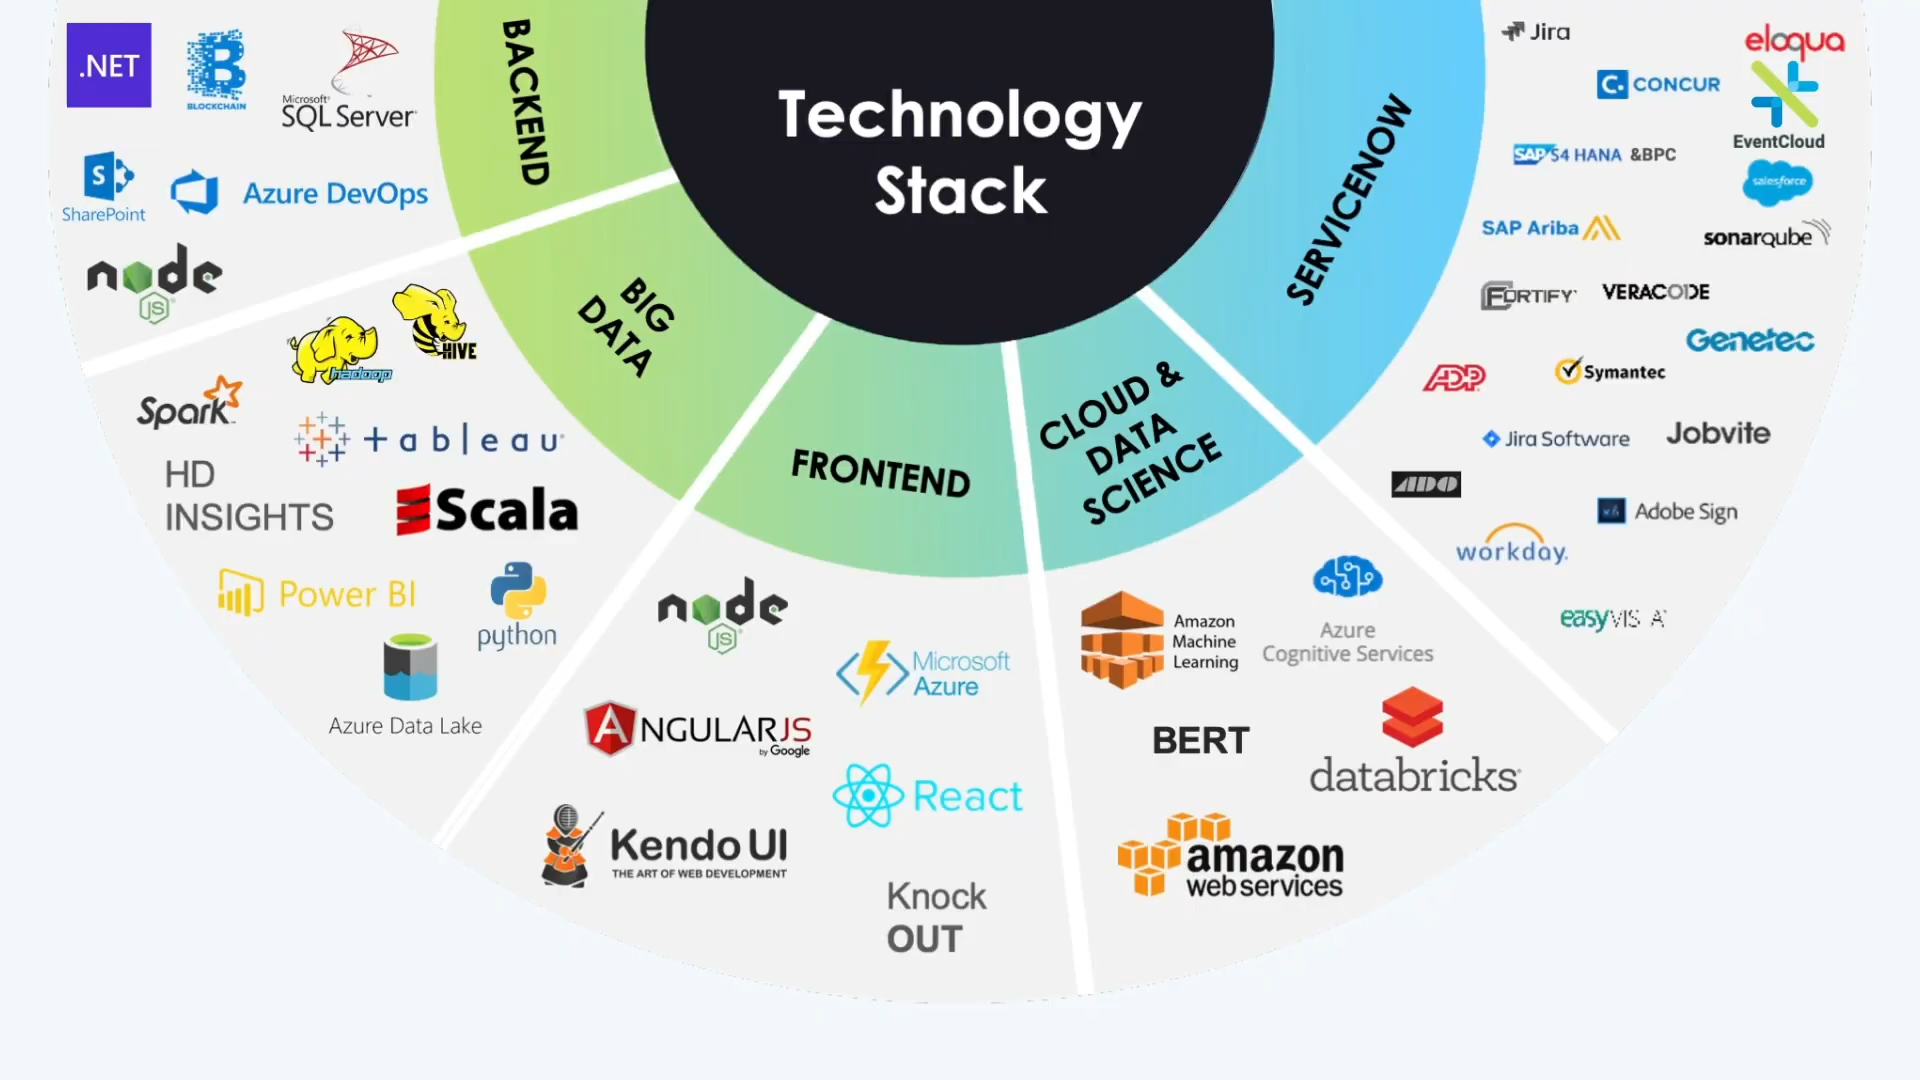 Technology
Stack
BACKEND
.NET
BLOCKCHAIN
Microsoft®
SQL Server
SharePoint
Azure DevOps
node
JS
BIG
DATA
hadoop
HIVE
Spark
+ableau
HD
INSIGHTS
Scala
Power BI
python
Azure Data Lake
FRONTEND
node
JS
Microsoft
Azure
ANGULARJS
by Google
React
Kendo UI
THE ART OF WEB DEVELOPMENT
Knock
OUT
CLOUD &
DATA
SCIENCE
Amazon
Machine
Learning
Azure
Cognitive Services
BERT
databricks
amazon
web services
SERVICENOW
Jira
eloqua
C. CONCUR
EventCloud
SAP S4 HANA &BPC
salesforce
SAP Ariba
sonarqube
FORTIFY
VERACODE
Genetec
ADP
Symantec
Jira Software
Jobvite
ADO
Adobe Sign
workday.
easyVISTA